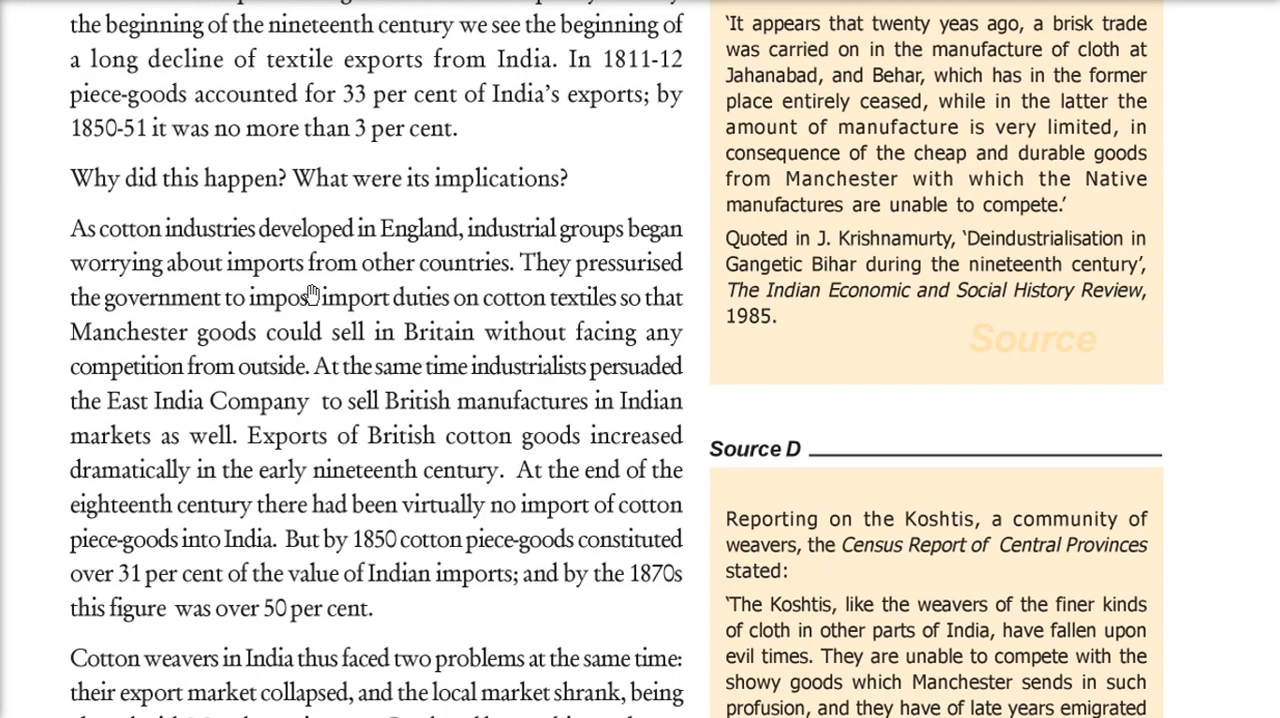 the beginning of the nineteenth century we see the beginning of
a long decline of textile exports from India. In 1811-12
piece-goods accounted for 33 per cent of India's exports; by
1850-51 it was no more than 3 per cent.
Why did this happen? What were its implications?
As cotton industries developed in England, industrial groups began
worrying about imports from other countries. They pressurised
the government to impos import duties on cotton textiles so that
Manchester goods could sell in Britain without facing any
competition from outside. At the same time industrialists persuaded
the East India Company to sell British manufactures in Indian
markets as well. Exports of British cotton goods increased
dramatically in the early nineteenth century. At the end of the
eighteenth century there had been virtually no import of cotton
piece-goods into India. But by 1850 cotton piece-goods constituted
over 31 per cent of the value of Indian imports; and by the 1870s
this figure was over 50 per cent.
Cotton weavers in India thus faced two problems at the same time:
their export market collapsed, and the local market shrank, being
'It appears that twenty yeas ago, a brisk trade
was carried on in the manufacture of cloth at
Jahanabad, and Behar, which has in the former
place entirely ceased, while in the latter the
amount of manufacture is very limited, in
consequence of the cheap and durable goods
from Manchester with which the Native
manufactures are unable to compete.'
Quoted in J. Krishnamurty, 'Deindustrialisation in
Gangetic Bihar during the nineteenth century',
The Indian Economic and Social History Review,
1985.
Source
Source D
Reporting on the Koshtis, a community of
weavers, the Census Report of Central Provinces
stated:
'The Koshtis, like the weavers of the finer kinds
of cloth in other parts of India, have fallen upon
evil times. They are unable to compete with the
showy goods which Manchester sends in such
profusion, and they have of late years emigrated